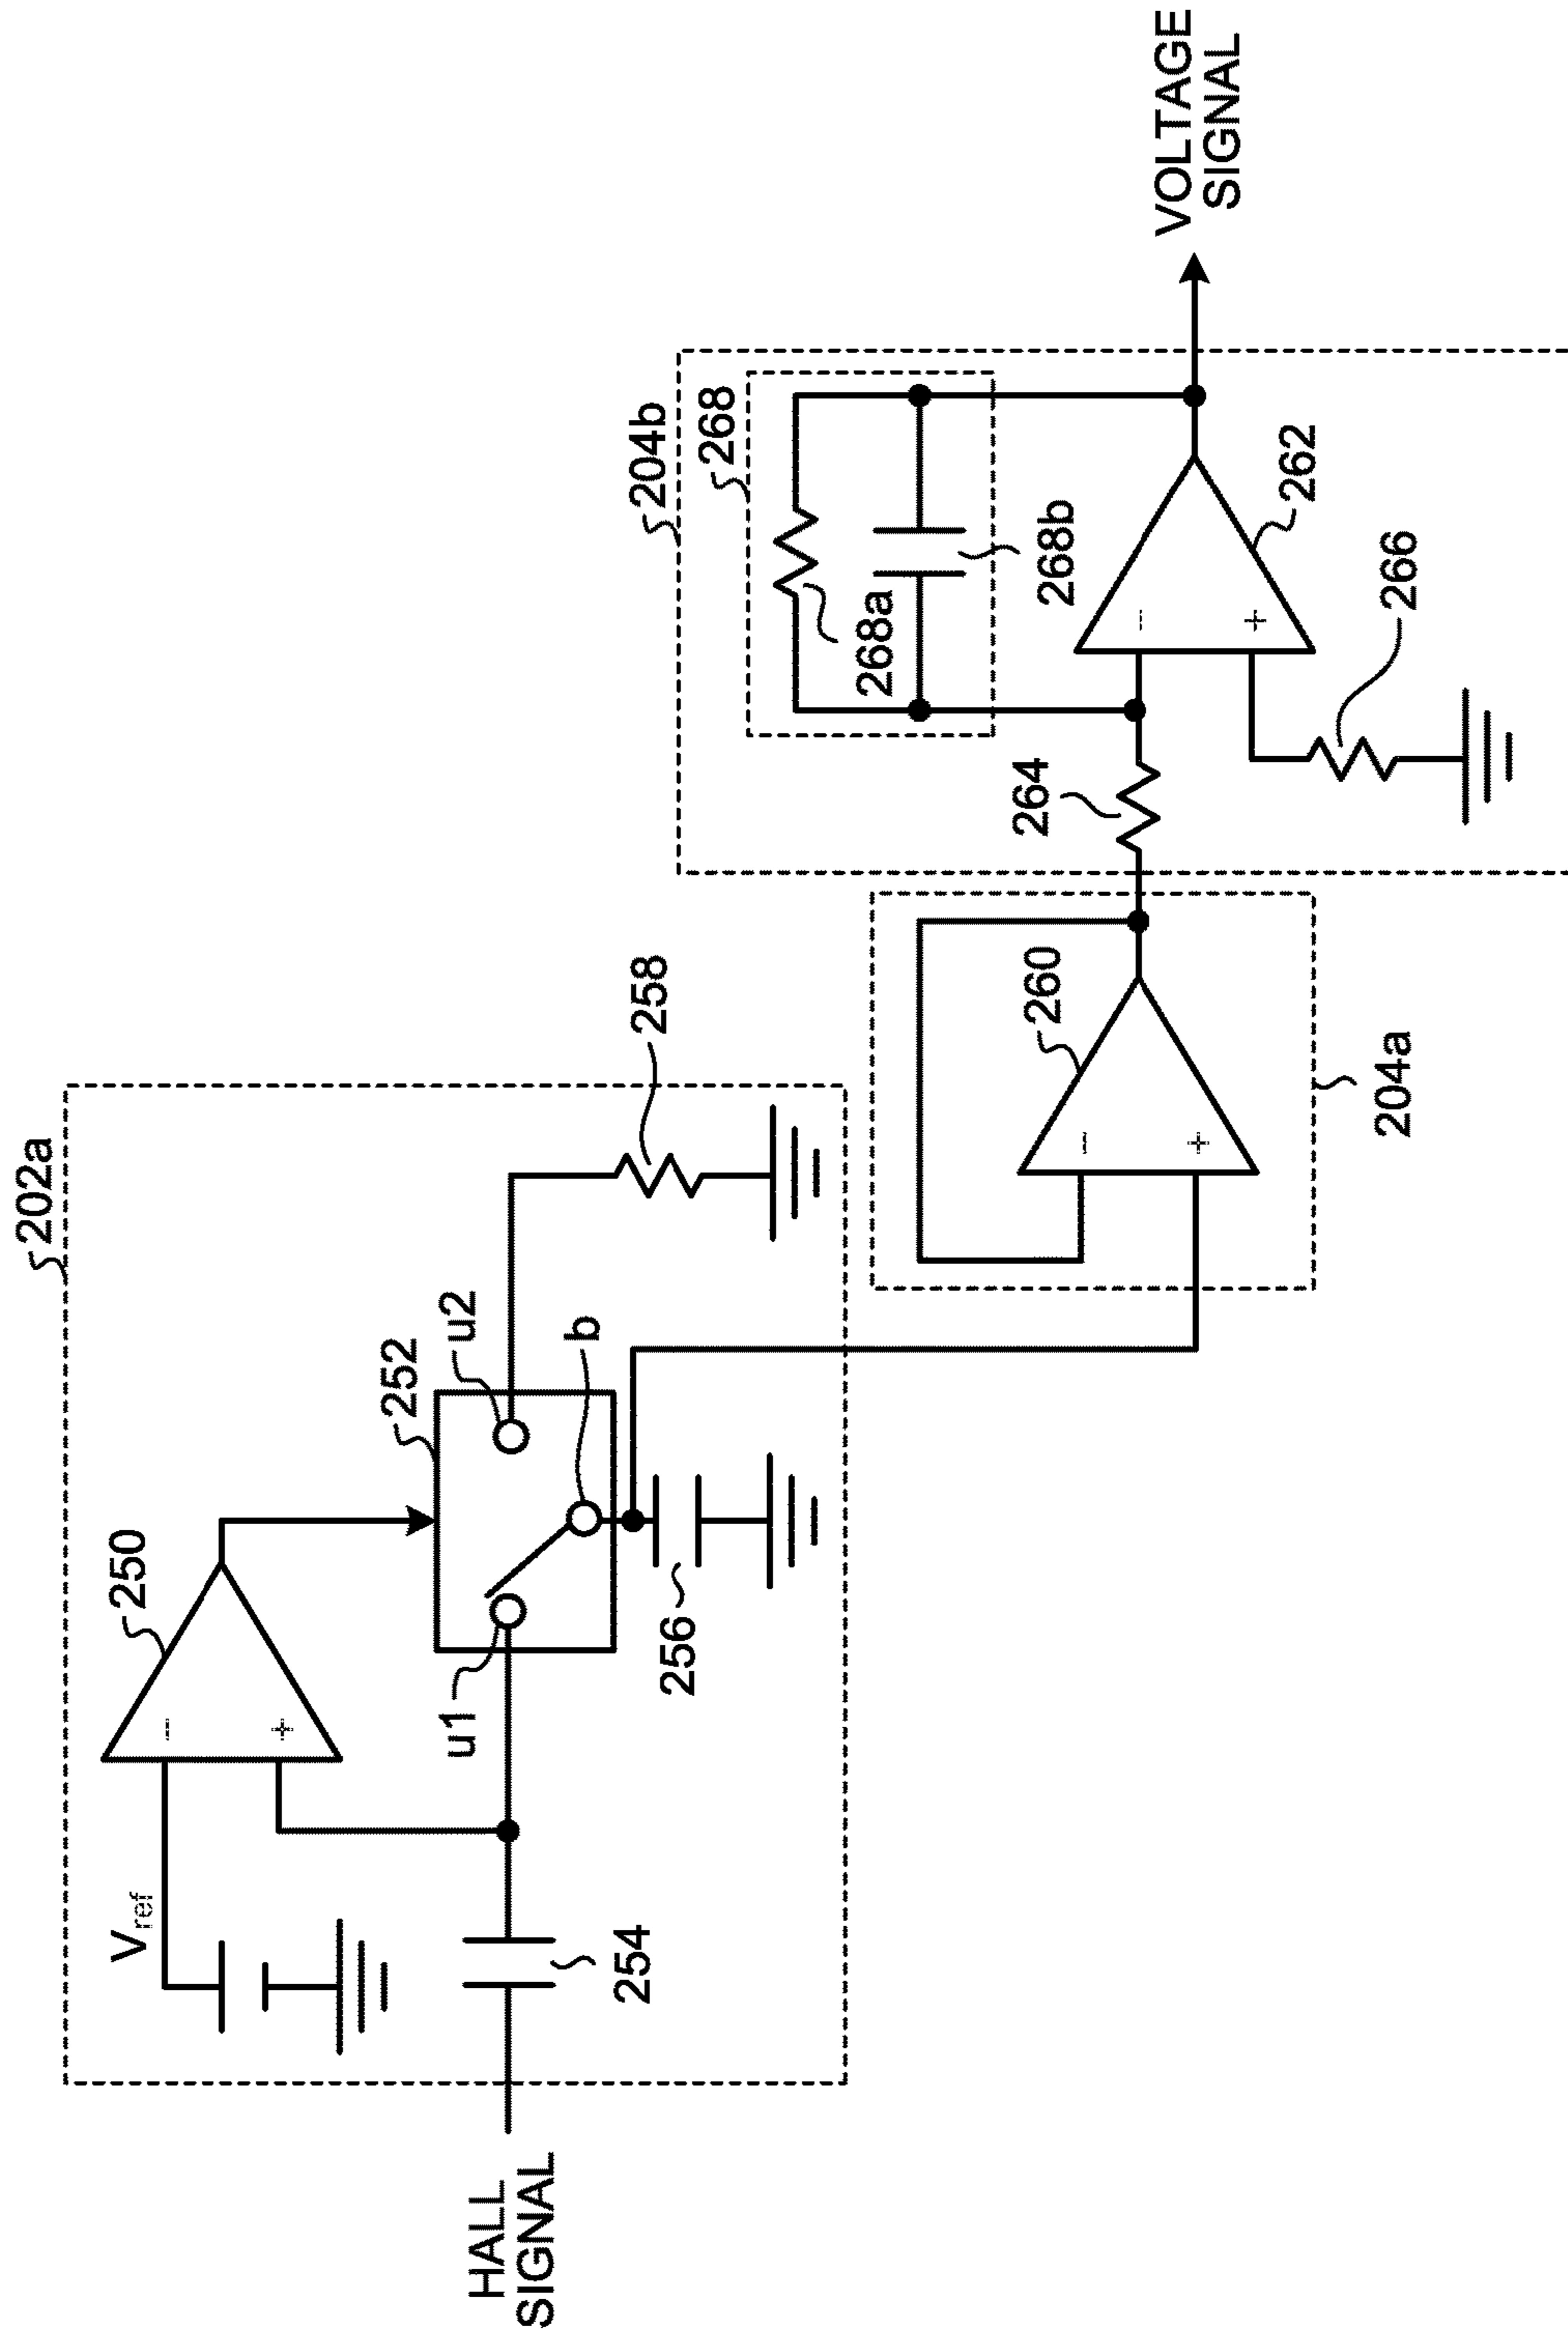 202a
250
V_ref
252
u2
u1
b
258
256
254
HALL
SIGNAL
204b
268
268a
268b
264
260
262
266
204a
VOLTAGE
SIGNAL
−
+
−
+
−
+